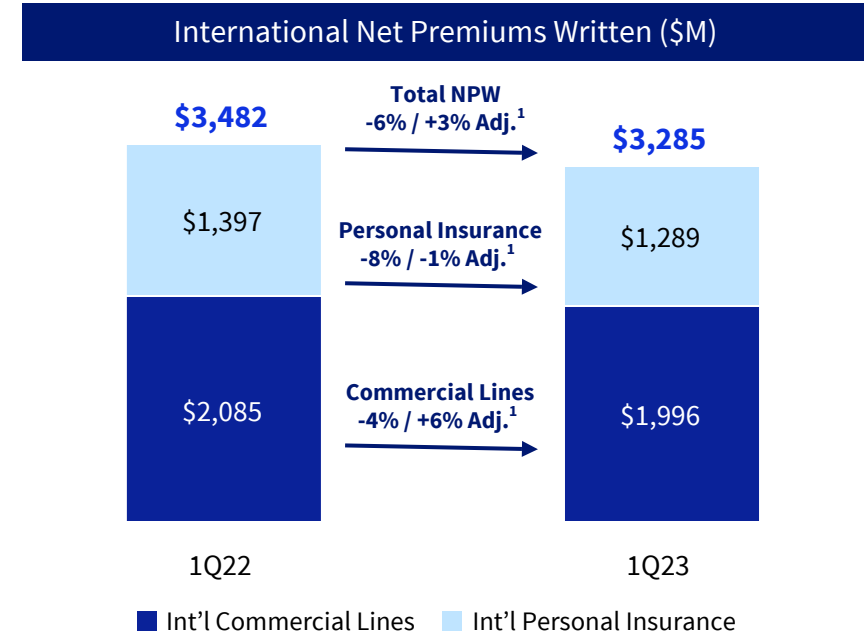 International Net Premiums Written ($M)
Total NPW
-6% / +3% Adj.1
$3,482
$3,285
$1,397
Personal Insurance
-8% / -1% Adj.1
$1,289
Commercial Lines
-4% / +6% Adj.1
$2,085
$1,996
1Q22
1Q23
Int'l Commercial Lines
Int'l Personal Insurance